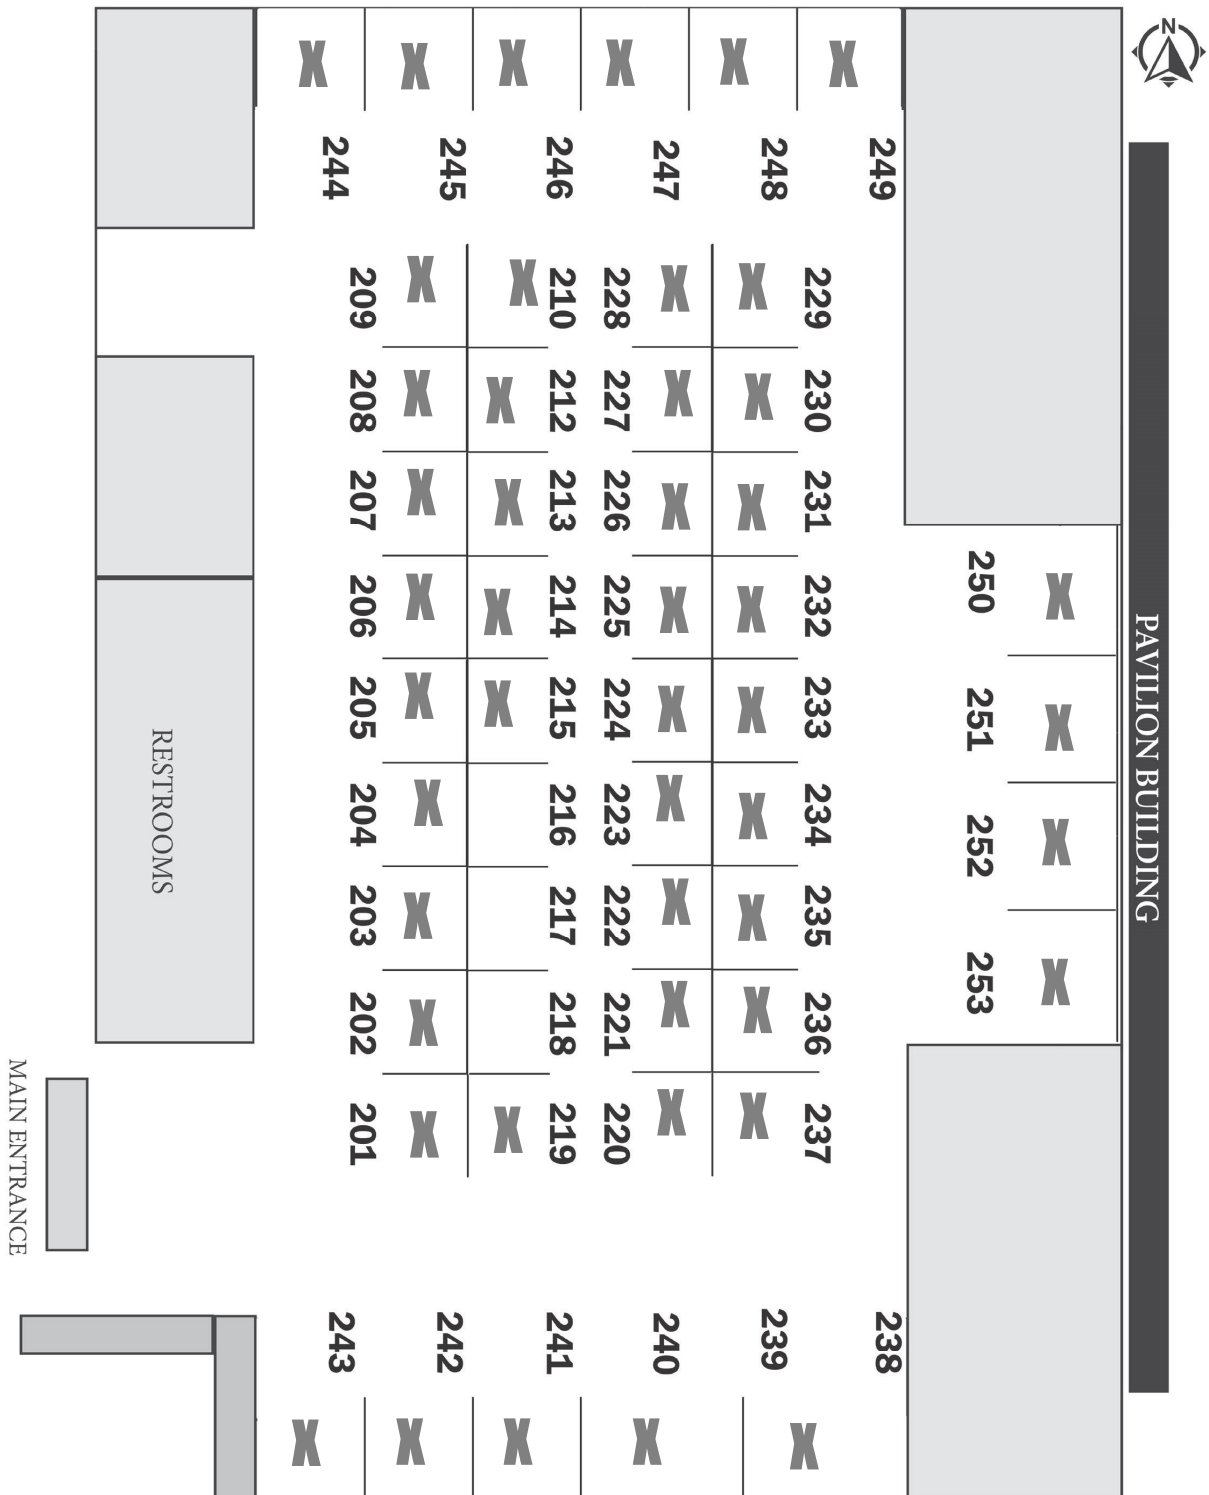 N
X X X X X X
244 245 246 247 248 249
209 X X 210 228 X X 229
208 X X 212 227 X X 230
207 X X 213 226 X X 231
206 X X 214 225 X X 232
205 X X 215 224 X X 233
204 X 216 223 X X 234
203 X 217 222 X X 235
202 X 218 221 X X 236
201 X X 219 220 X X 237
250 X
251 X
252 X
253 X
PAVILION BUILDING
RESTROOMS
MAIN ENTRANCE
243 242 241 240 239 238
X X X X X